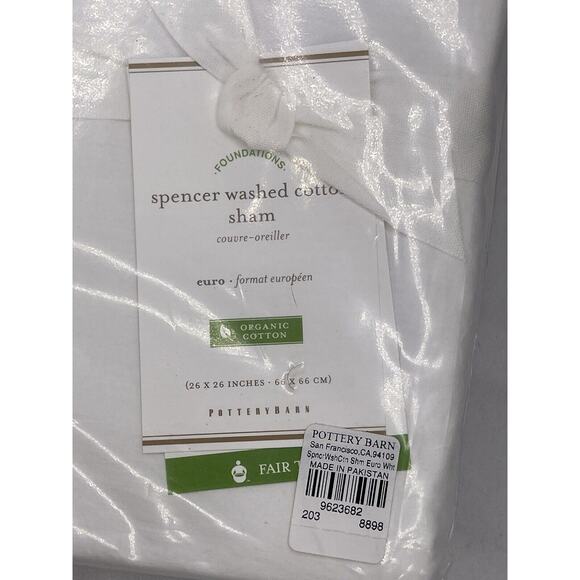 ·FOUNDATIONS·
spencer washed cotto
sham
couvre-oreiller
euro · format européen
ORGANIC
COTTON
(26 X 26 INCHES · 66 X 66 CM)
POTTERYBARN
FAIR T
POTTERY BARN
San Francisco,CA,94109
SpncrWshCtn Shm Euro Wht
MADE IN PAKISTAN
9623682
203 8898